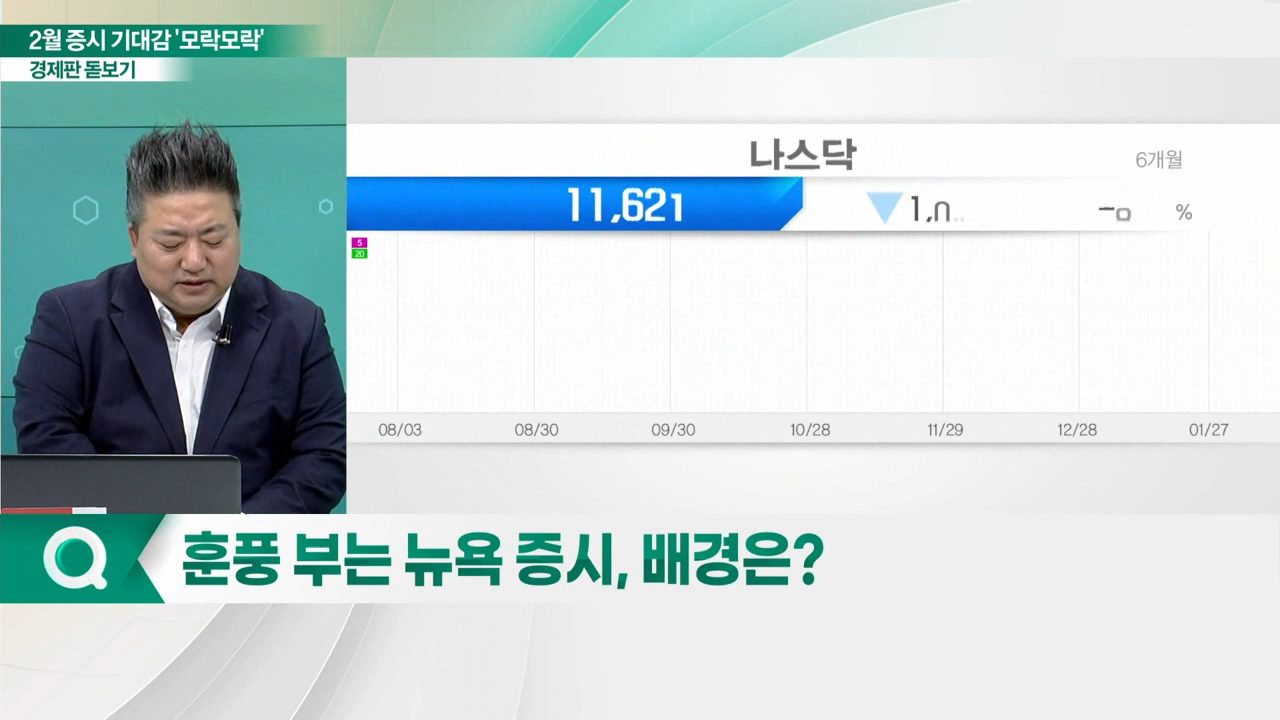 2월 증시 기대감 '모락모락'
경제판 돋보기
나스닥
6개월
11,621
%
5
20
08/03
08/30
09/30
10/28
11/29
12/28
01/27
훈풍 부는 뉴욕 증시, 배경은?